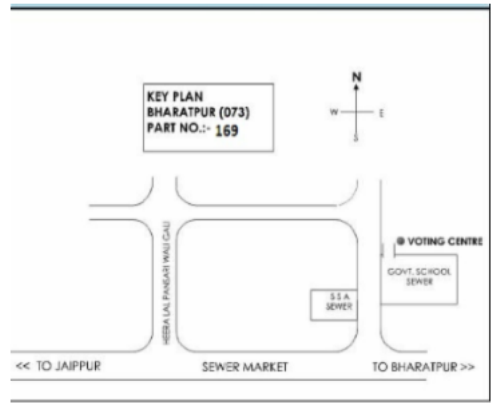 KEY PLAN
BHARATPUR (073)
PART NO.:- 169
N
W
E
S
HEERA LAL PANSARI WALI GALI
@ VOTING CENTRE
GOVT. SCHOOL
SEWER
S S A
SEWER
<< TO JAIPPUR
SEWER MARKET
TO BHARATPUR >>